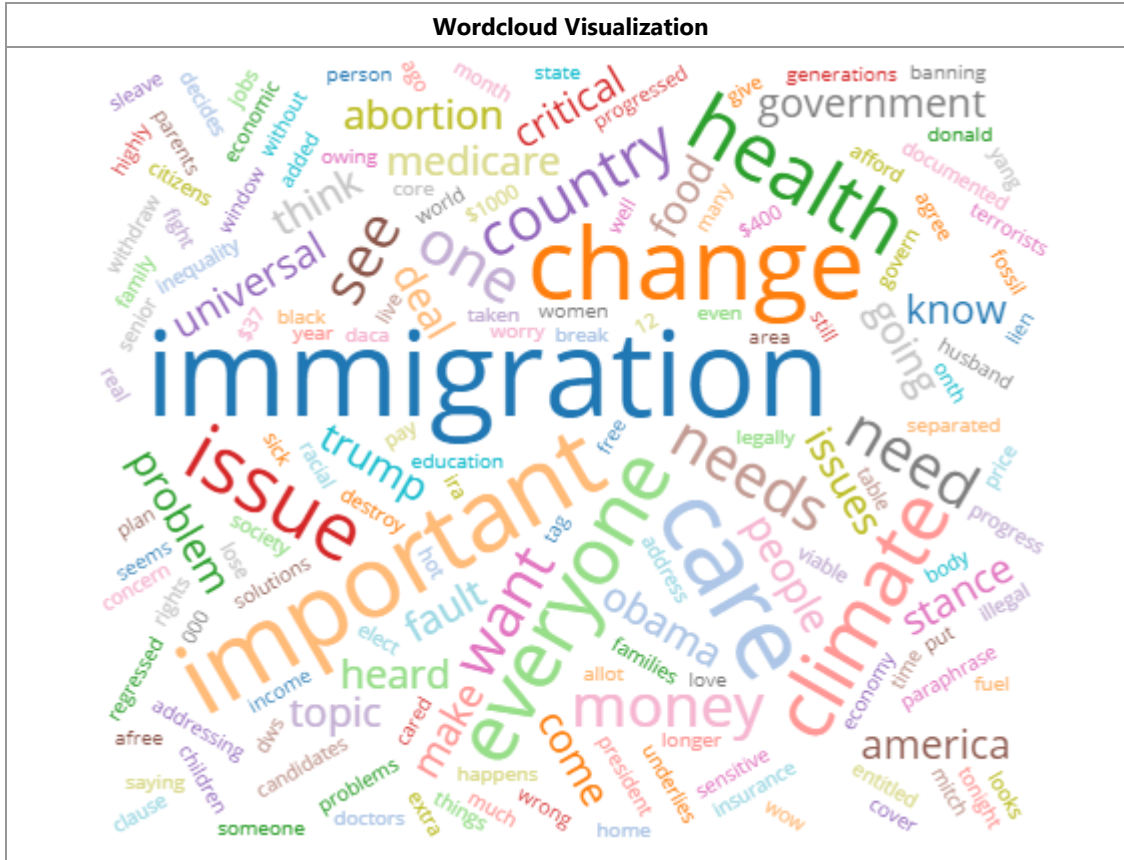 Wordcloud Visualization
sleave
decides
jobs
economic
without
person
ago
month
state
critical
progressed
give
generations
banning
government
donald
highly
parents
citizens
window
added
owing
abortion
medicare
country
health
afford
documented
yang
think
core
world
$1000
well
food
many
$400
agree
terrorists
withdraw
fight
inequality
family
universal
see
one
change
govern
fossil
senior
$37
black
year
daca
live
deal
taken
women
worry
break
12
even
area
still
going
know
lien
real
immigration
husband
onth
issue
sick
racial
trump
pay
education
free
needs
legally
issues
need
separated
price
problem
plan
society
destroy
ira
important
everyone
care
table
climate
progress
seems
concern
lose
rights
solutions
000
hot
tag
want
address
people
viable
body
stance
illegal
fault
obama
elect
regressed
addressing
income
heard
families
allot
love
money
economy
time
put
paraphrase
fuel
afree
dws
topic
cared
make
come
longer
america
saying
children
candidates
problems
happens
president
underlies
sensitive
insurance
entitled
mitch
tonight
looks
clause
someone
doctors
extra
things
much
wrong
home
wow
cover